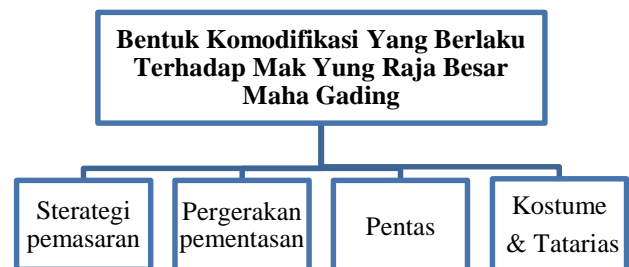 Bentuk Komodifikasi Yang Berlaku
Terhadap Mak Yung Raja Besar
Maha Gading
Sterategi
pemasaran
Pergerakan
pementasan
Pentas
Kostume
& Tatarias